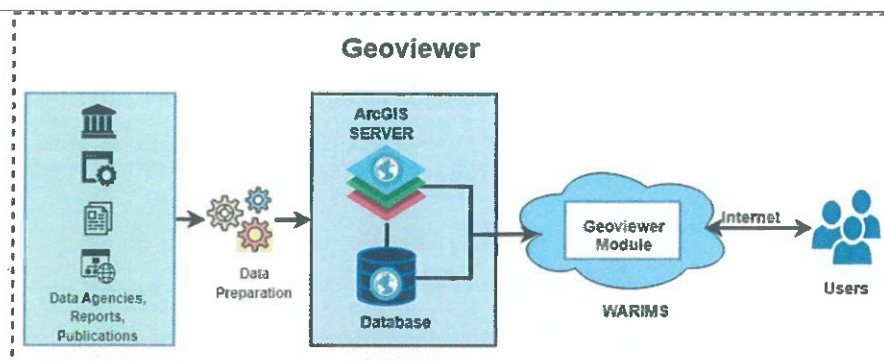 Geoviewer
Data Agencies,
Reports,
Publications
Data
Preparation
ArcGIS
SERVER
Database
Geoviewer
Module
WARIMS
Internet
Users